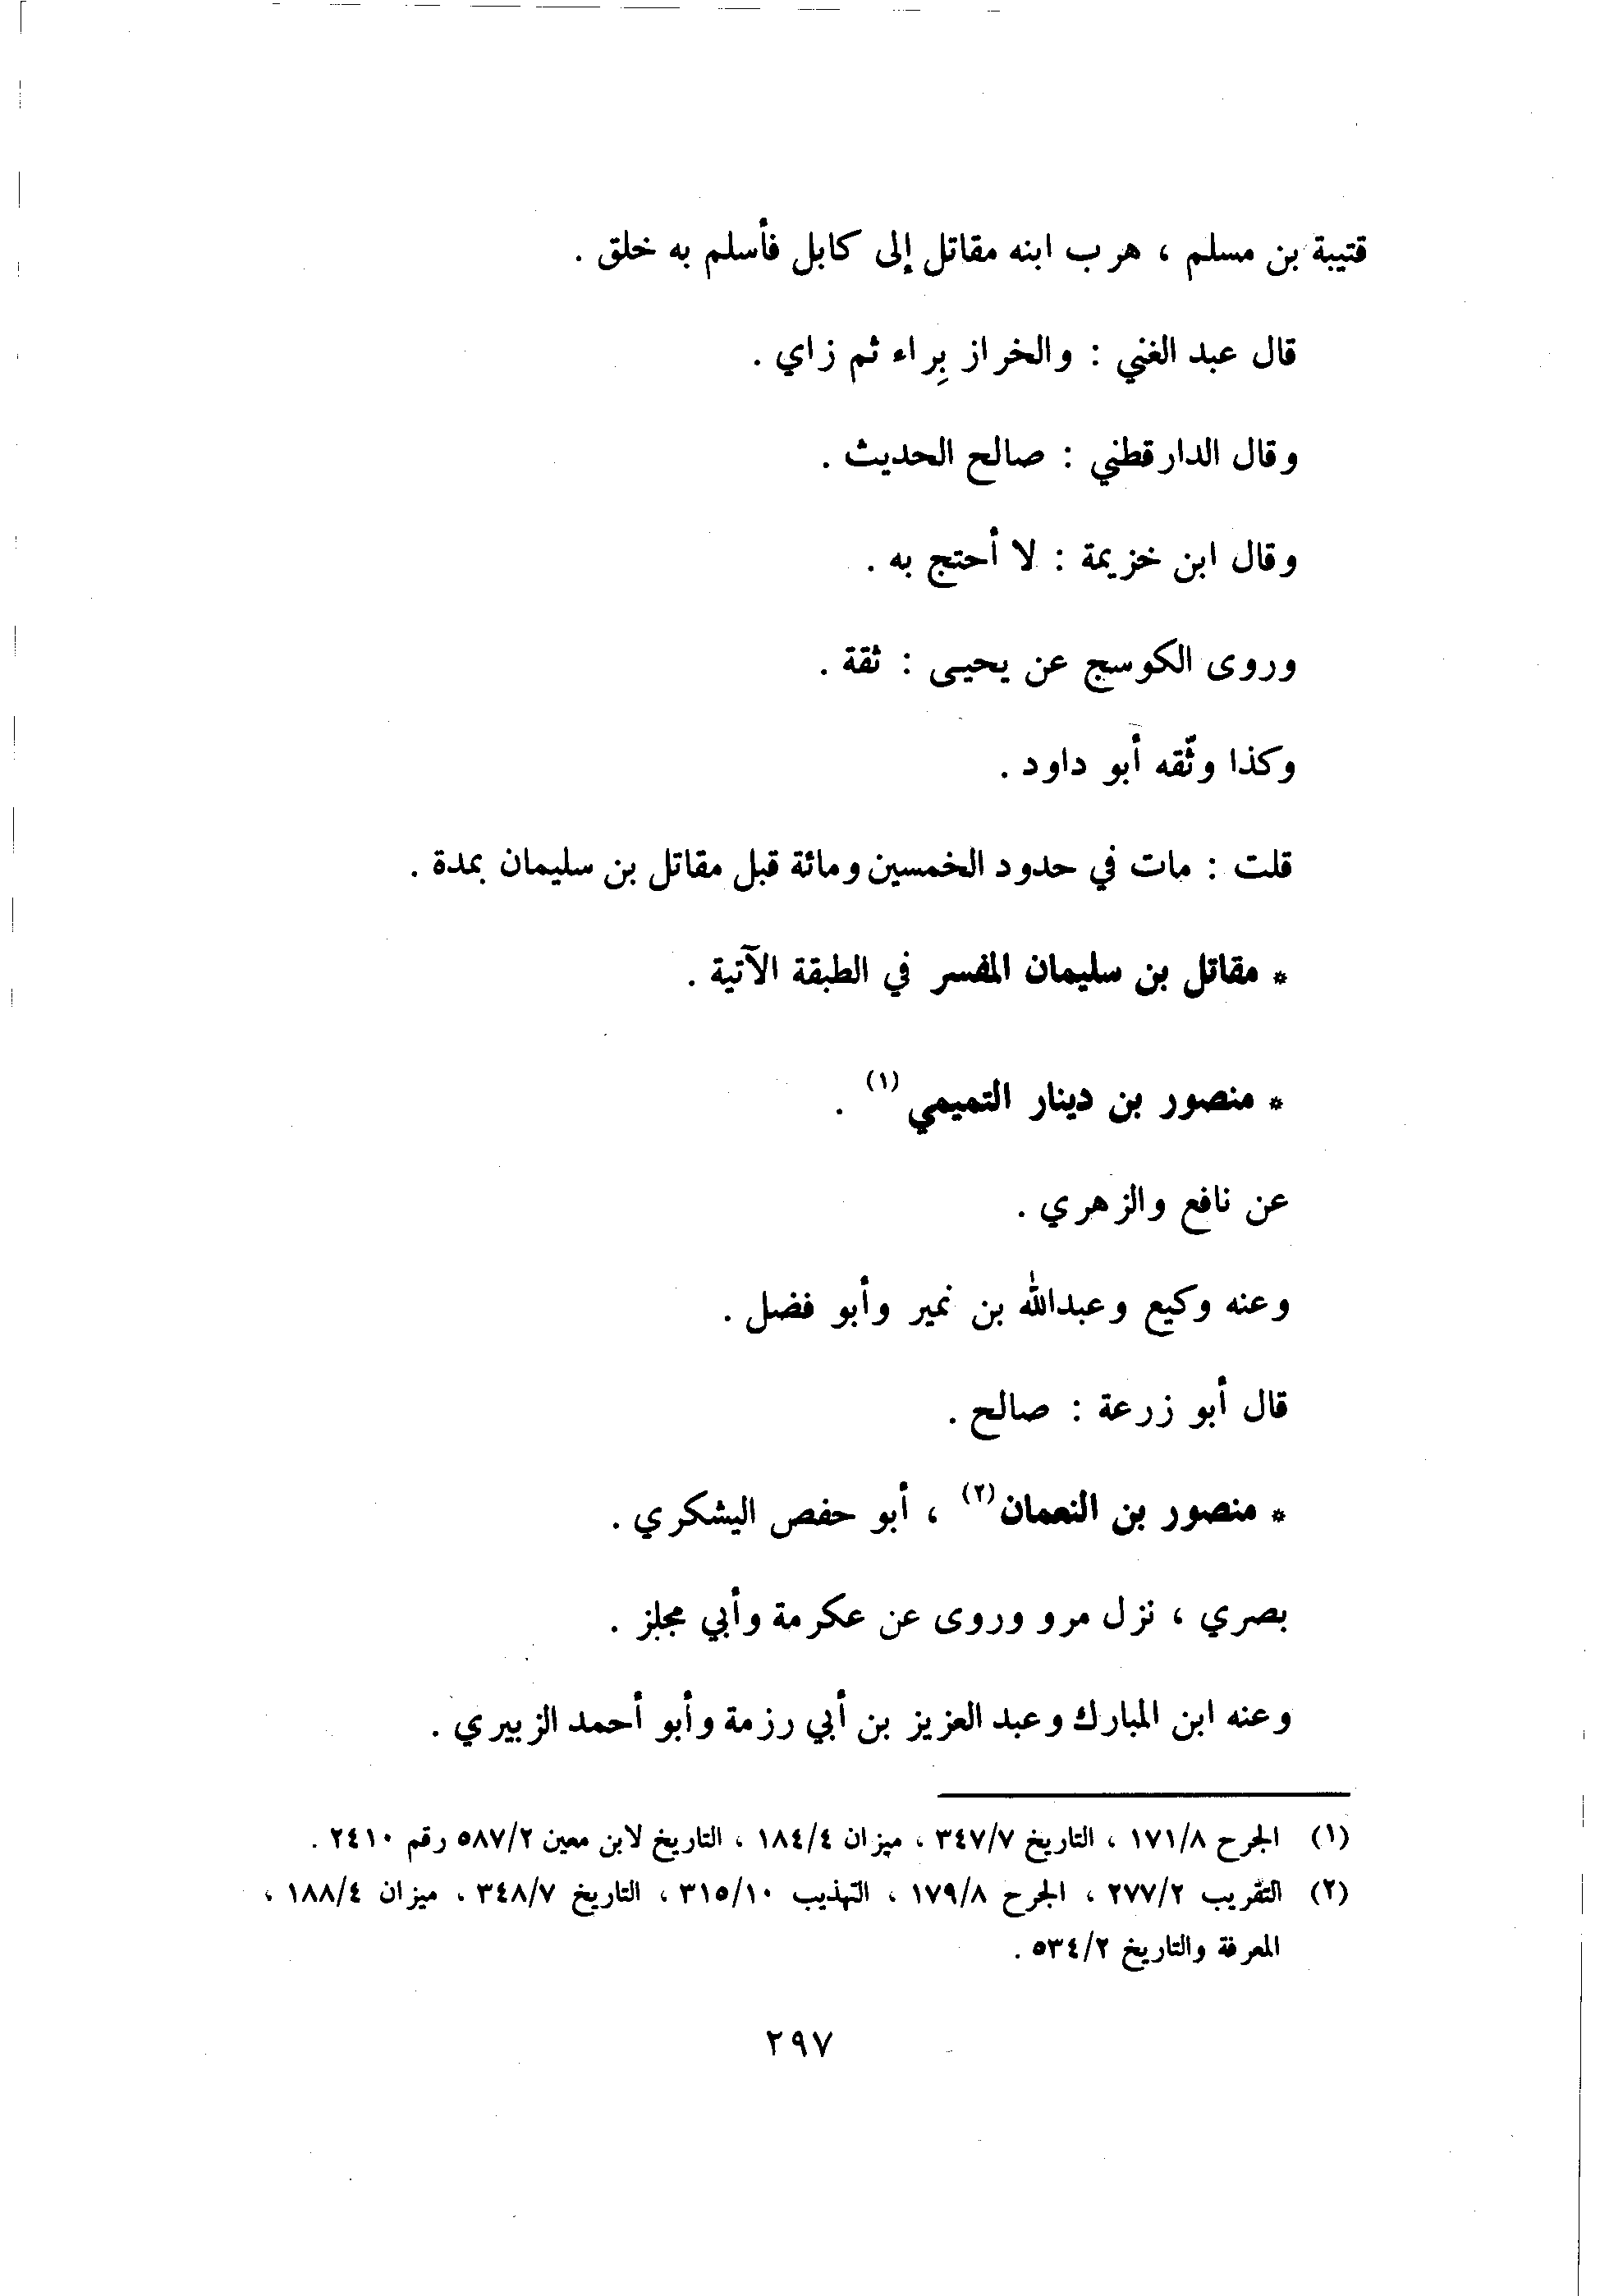 قتيبة بن مسلم ، هرب ابنه مقاتل إلى كابل فأسلم به خلق .
قال عبد الغني : والخراز بِراء ثم زاي .
وقال الدارقطني : صالح الحديث .
وقال ابن خزيمة : لا أحتج به .
وروى الكوسج عن يحيى : ثقة .
وكذا وثّقه أبو داود .
قلت : مات في حدود الخمسين ومائة قبل مقاتل بن سليمان بمدة .
* مقاتل بن سليمان المفسر في الطبقة الآتية .
* منصور بن دينار التميمي (١) .
عن نافع والزهري .
وعنه وكيع وعبدالله بن نمير وأبو فضل .
قال أبو زرعة : صالح .
* منصور بن النعمان (٢) ، أبو حفص اليشكري .
بصري ، نزل مرو وروى عن عكرمة وأبي مجلز .
وعنه ابن المبارك وعبد العزيز بن أبي رزمة وأبو أحمد الزبيري .
(١) الجرح ١٧١/٨ ، التاريخ ٣٤٧/٧ ، ميزان ١٨٤/٤ ، التاريخ لابن معين ٥٨٧/٢ رقم ٢٤١٠ .
(٢) التقريب ٢٧٧/٢ ، الجرح ١٧٩/٨ ، التهذيب ٣١٥/١٠ ، التاريخ ٣٤٨/٧ ، ميزان ١٨٨/٤ ،
المعرفة والتاريخ ٥٣٤/٢ .
٢٩٧